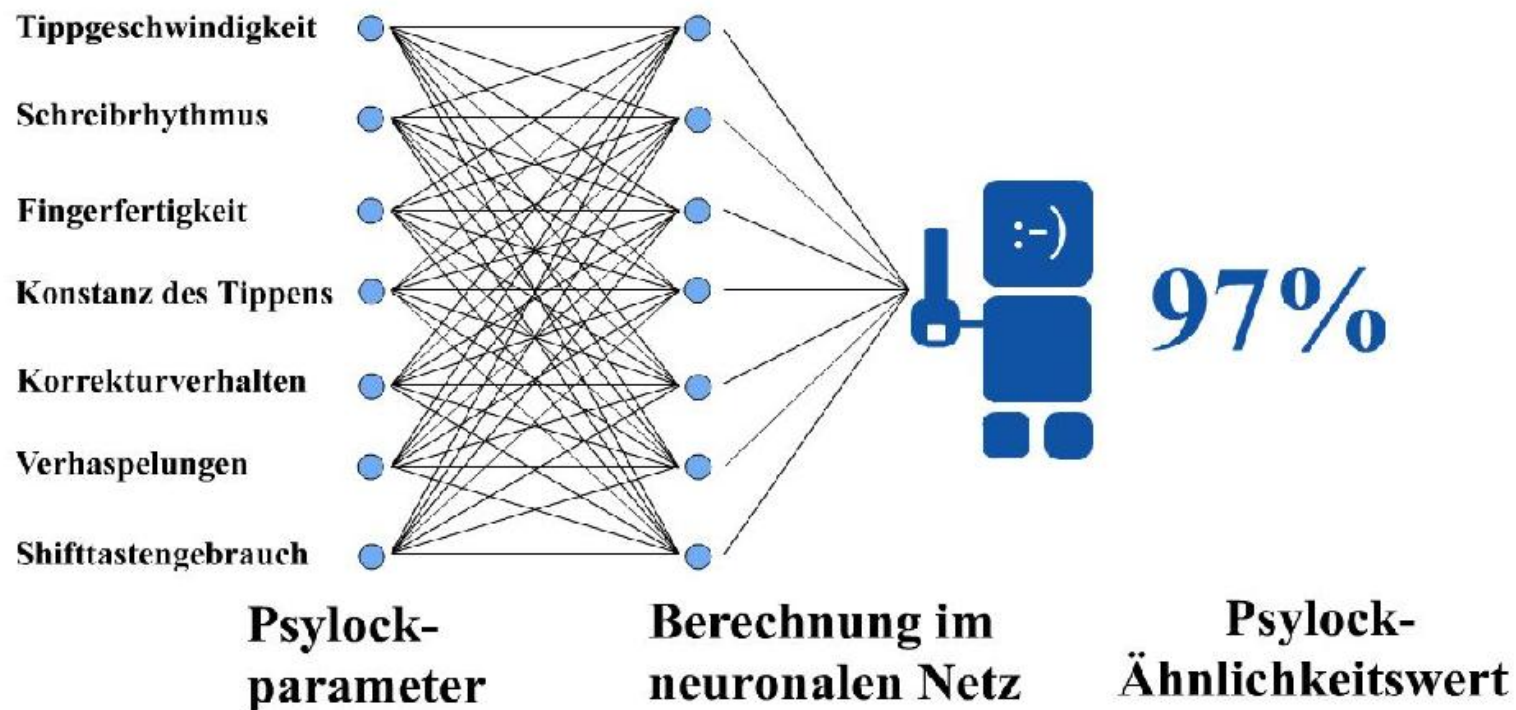 Tippgeschwindigkeit
Schreibrhythmus
Fingerfertigkeit
Konstanz des Tippens
Korrekturverhalten
Verhaspelungen
Shifttastengebrauch
:-)
97%
Psylock-
parameter
Berechnung im
neuronalen Netz
Psylock-
Ähnlichkeitswert